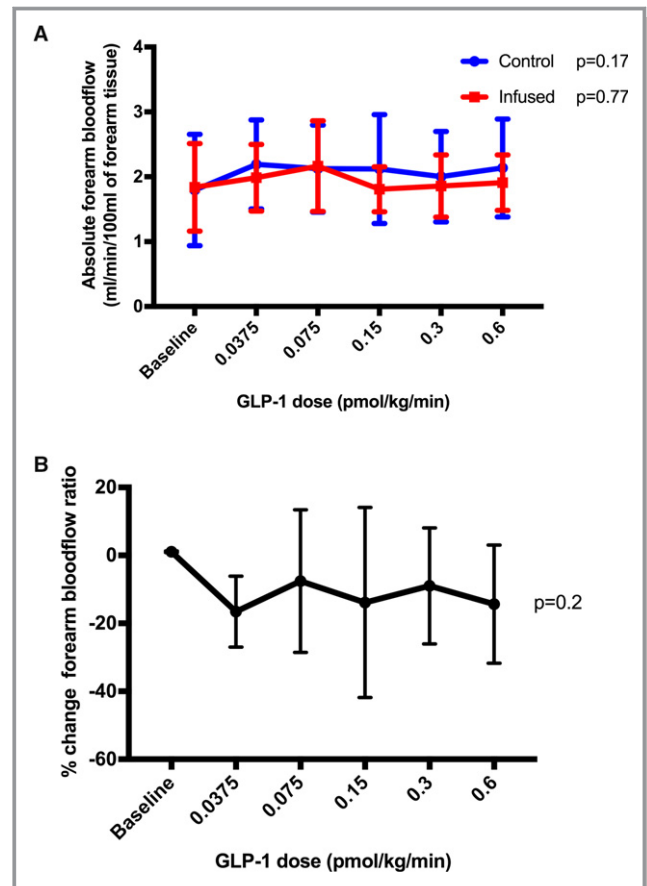 A
Absolute forearm bloodflow
(ml/min/100ml of forearm tissue)
4
3
2
1
0
Control p=0.17
Infused p=0.77
Baseline
0.0375
0.075
0.15
0.3
0.6
GLP-1 dose (pmol/kg/min)
B
% change forearm bloodflow ratio
20
0
-20
-40
-60
p=0.2
Baseline
0.0375
0.075
0.15
0.3
0.6
GLP-1 dose (pmol/kg/min)